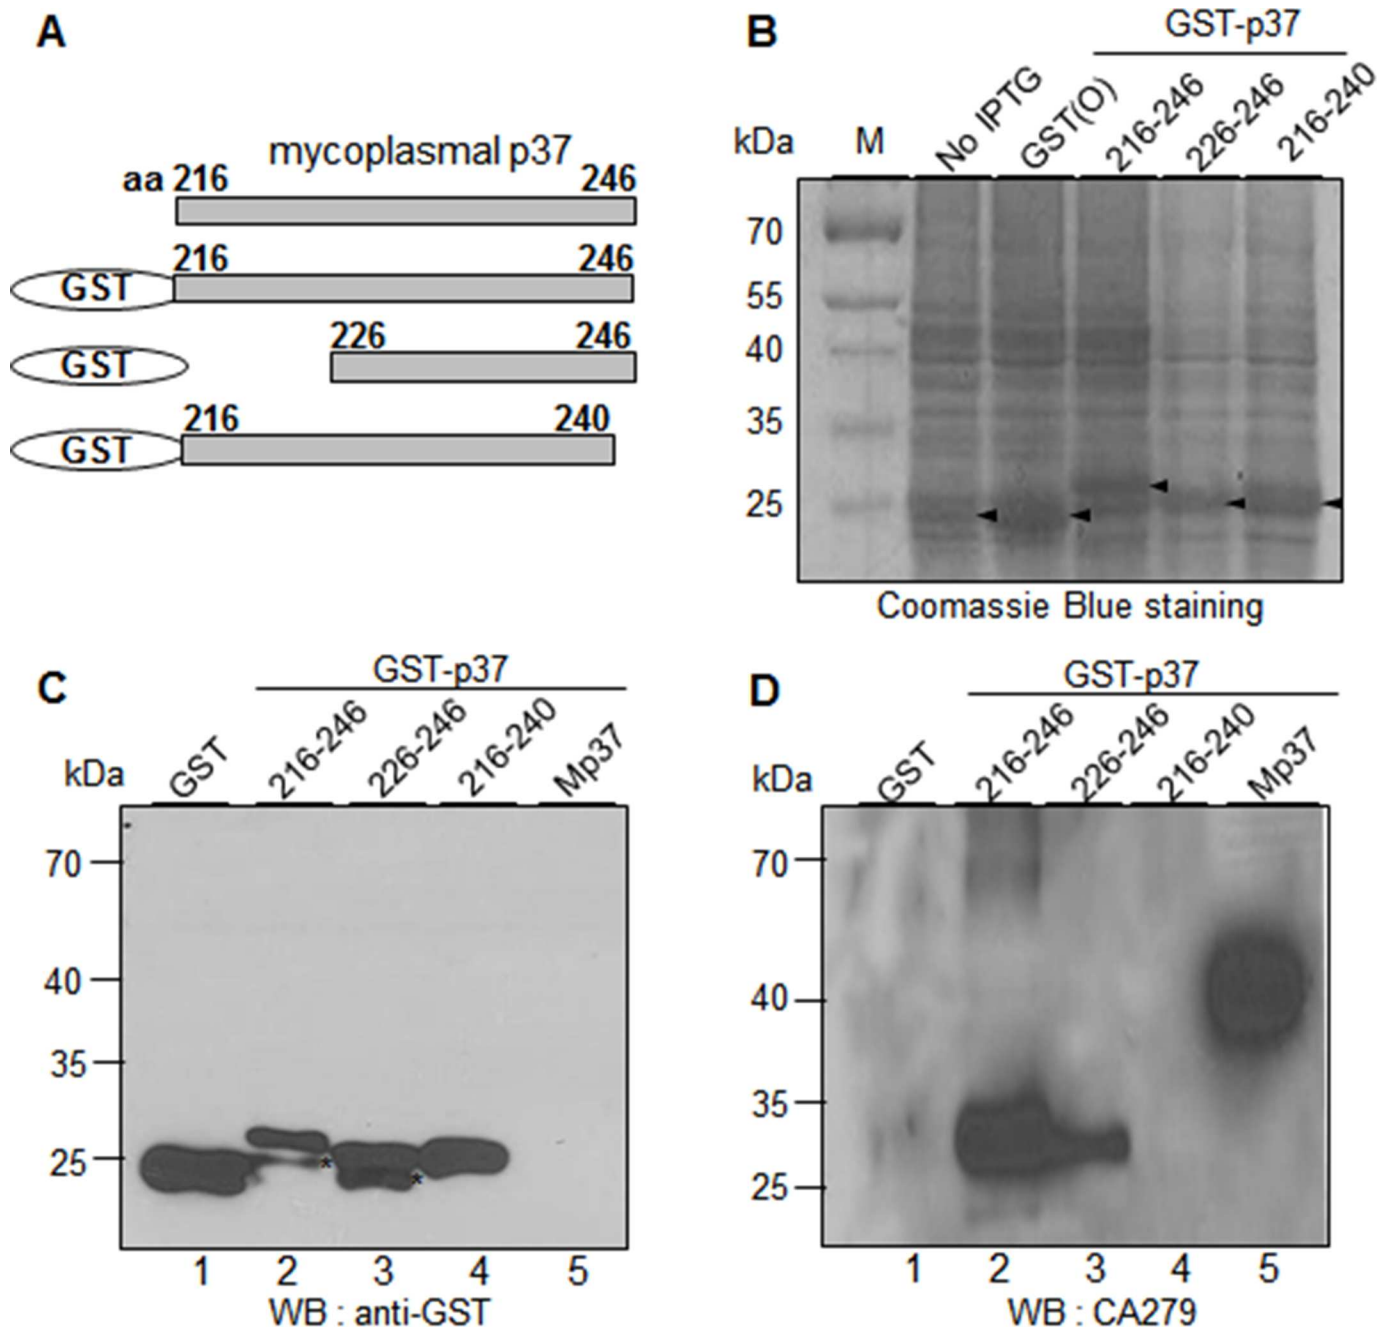 A
mycoplasmal p37
aa 216 246
GST 216 246
GST 226 246
GST 216 240
B
GST-p37
kDa M No IPTG GST(O) 216-246 226-246 216-240
70
55
40
35
25
Coomassie Blue staining
C
GST-p37
kDa GST 216-246 226-246 216-240 Mp37
70
40
35
25
* *
1 2 3 4 5
WB : anti-GST
D
GST-p37
kDa GST 216-246 226-246 216-240 Mp37
70
40
35
25
1 2 3 4 5
WB : CA279